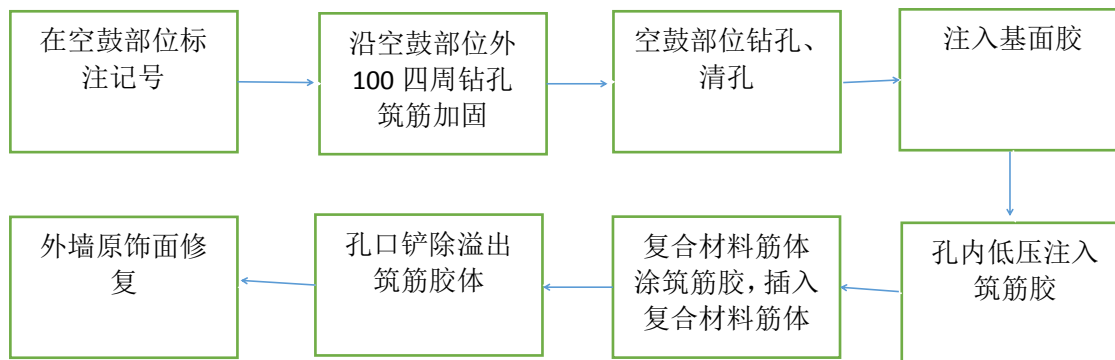 在空鼓部位标
注记号
沿空鼓部位外
100 四周钻孔
筑筋加固
空鼓部位钻孔、
清孔
注入基面胶
孔内低压注入
筑筋胶
复合材料筋体
涂筑筋胶，插入
复合材料筋体
孔口铲除溢出
筑筋胶体
外墙原饰面修
复